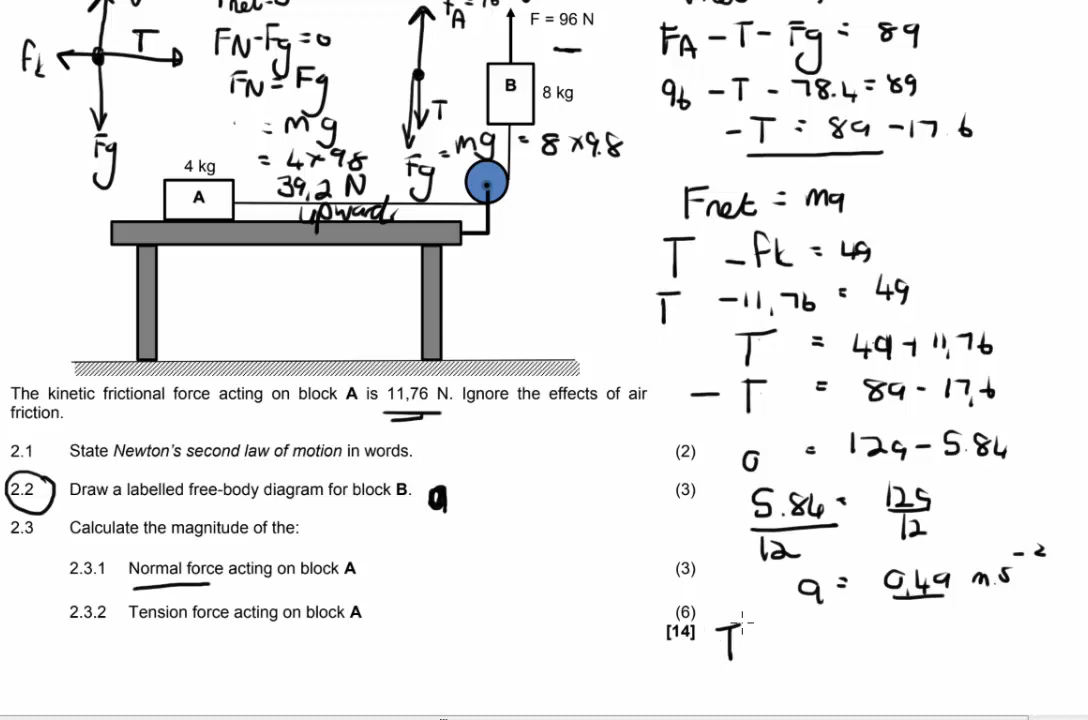 F = 96 N
B
8 kg
T
fk
Fg
FN - Fg = 0
FN = Fg
= mg
= 4 × 9.8
39,2 N
upwards
T
Fg = mg = 8 × 9.8
4 kg
A
FA - T - Fg = 8a
96 - T - 78.4 = 8a
- T = 8a - 17.6
Fnet = ma
T - fk = 4a
T - 11,76 = 4a
T = 4a + 11,76
- T = 8a - 17,6
0 = 12a - 5.84
5.84 = 12a
12 12
a = 0,49 m.s-2
T
The kinetic frictional force acting on block A is 11,76 N. Ignore the effects of air
friction.
2.1 State Newton's second law of motion in words. (2)
2.2 Draw a labelled free-body diagram for block B. (3)
2.3 Calculate the magnitude of the:
2.3.1 Normal force acting on block A (3)
2.3.2 Tension force acting on block A (6)
[14]